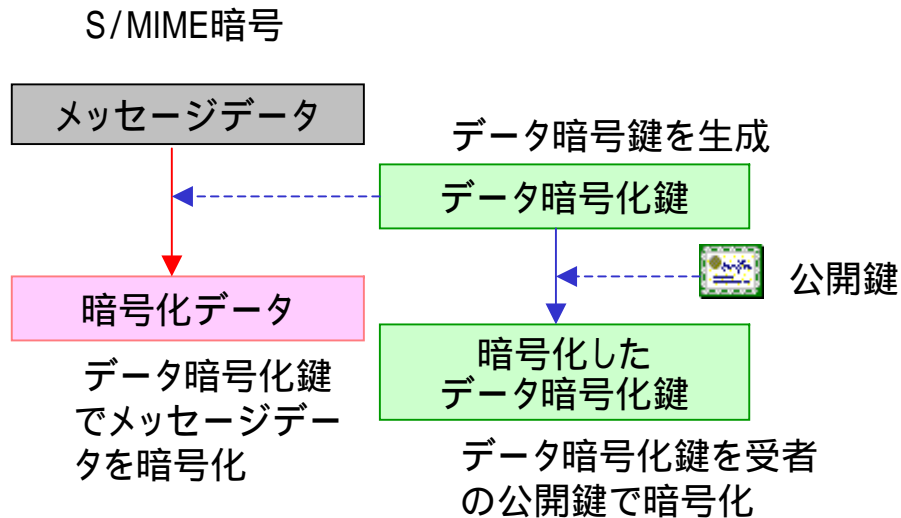 S/MIME暗号
メッセージデータ
データ暗号鍵を生成
データ暗号化鍵
公開鍵
暗号化データ
暗号化した
データ暗号化鍵
データ暗号化鍵
でメッセージデー
タを暗号化
データ暗号化鍵を受者
の公開鍵で暗号化